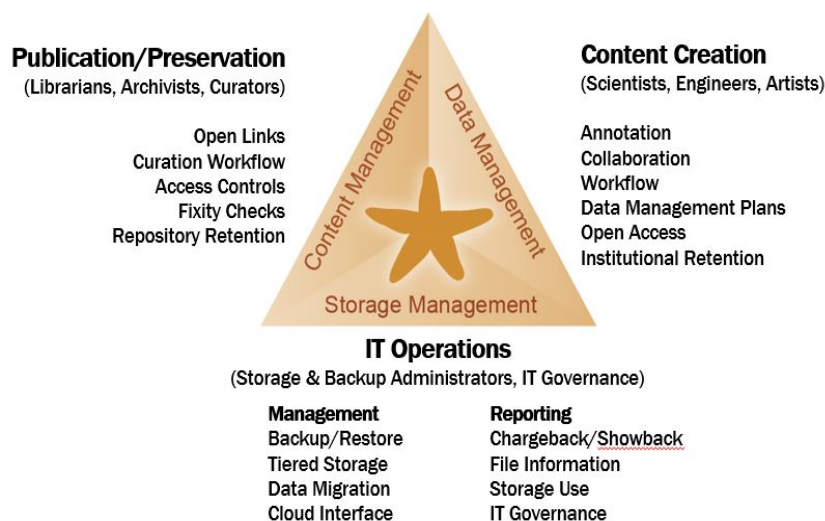 Publication/Preservation
(Librarians, Archivists, Curators)
Open Links
Curation Workflow
Access Controls
Fixity Checks
Repository Retention
Content Management
Data Management
Storage Management
Content Creation
(Scientists, Engineers, Artists)
Annotation
Collaboration
Workflow
Data Management Plans
Open Access
Institutional Retention
IT Operations
(Storage & Backup Administrators, IT Governance)
Management
Backup/Restore
Tiered Storage
Data Migration
Cloud Interface
Reporting
Chargeback/Showback
File Information
Storage Use
IT Governance